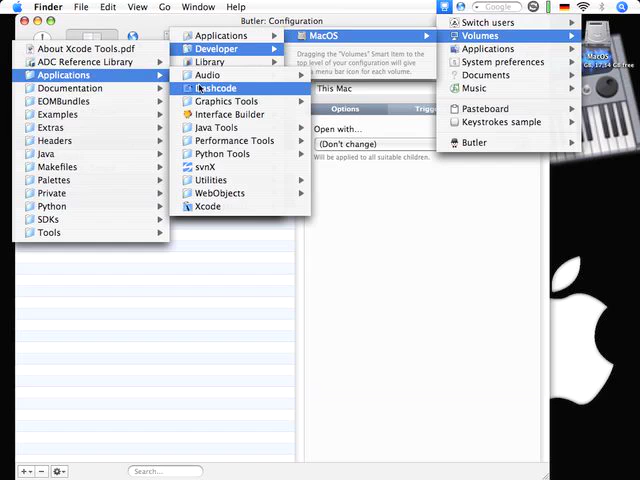 Finder File Edit View Go Window Help Google
Butler: Configuration
Applications
Developer
Library
MacOS
Dragging the "Volumes" Smart Item to the
top level of your configuration will give
a menu bar icon for each volume.
This Mac
Options
Open with...
(Don't change)
Will be applied to all suitable children.
About Xcode Tools.pdf
ADC Reference Library
Applications
Documentation
EOMBundles
Examples
Extras
Headers
Java
Makefiles
Palettes
Private
Python
SDKs
Tools
Audio
Dashcode
Graphics Tools
Interface Builder
Java Tools
Performance Tools
Python Tools
svnX
Utilities
WebObjects
Xcode
Switch users
Volumes
Applications
System preferences
Documents
Music
Pasteboard
Keystrokes sample
Butler
MacOS
GB free
Search...